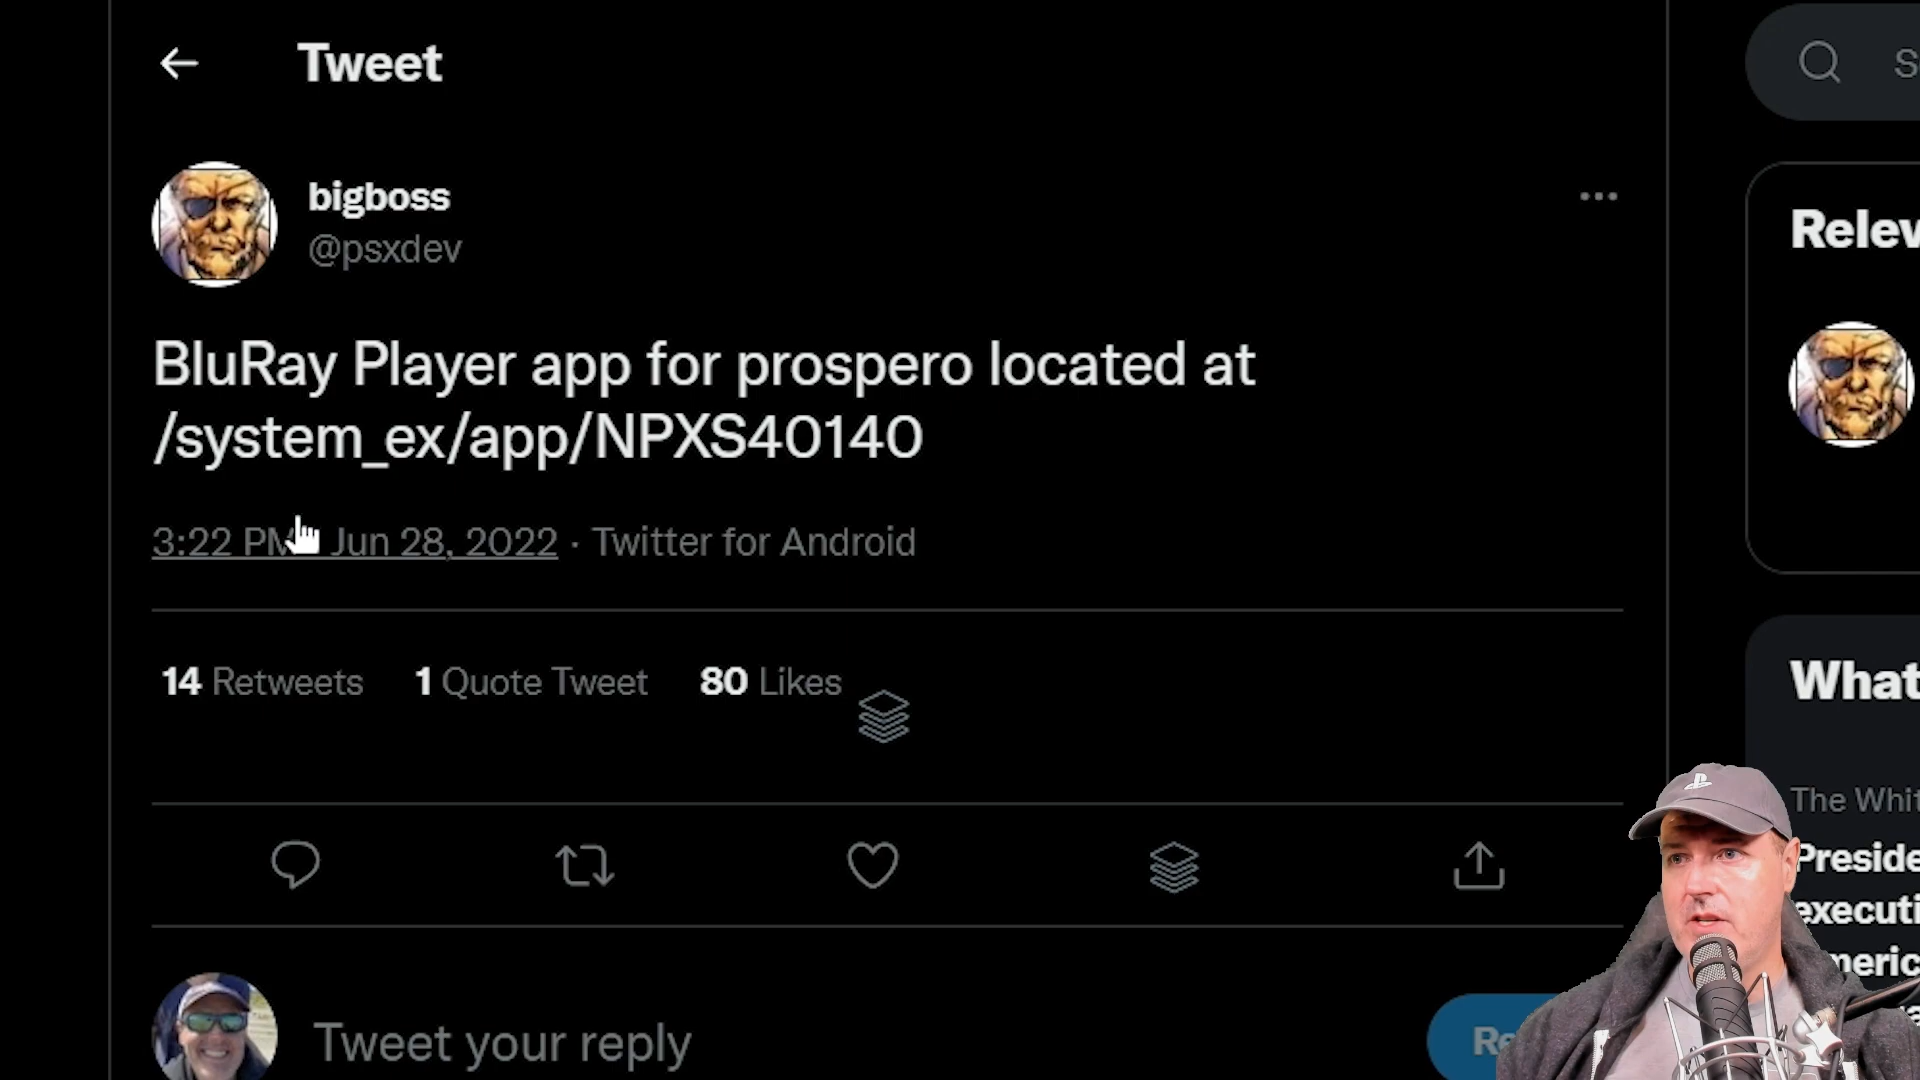 Tweet
S
bigboss
@psxdev
Relev
BluRay Player app for prospero located at
/system_ex/app/NPXS40140
3:22 PM Jun 28, 2022 · Twitter for Android
14 Retweets 1 Quote Tweet 80 Likes
What
The Whit
Preside
executi
meric
Tweet your reply
Re